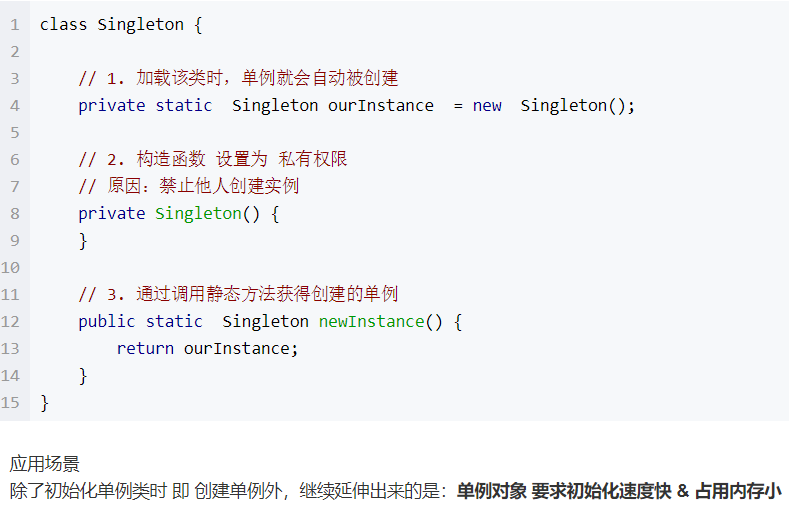 1 class Singleton {
2
3 // 1. 加载该类时，单例就会自动被创建
4 private static  Singleton ourInstance  = new  Singleton();
5
6 // 2. 构造函数 设置为 私有权限
7 // 原因：禁止他人创建实例
8 private Singleton() {
9 }
10
11 // 3. 通过调用静态方法获得创建的单例
12 public static  Singleton newInstance() {
13 return ourInstance;
14 }
15 }
应用场景
除了初始化单例类时 即 创建单例外，继续延伸出来的是：单例对象 要求初始化速度快 & 占用内存小